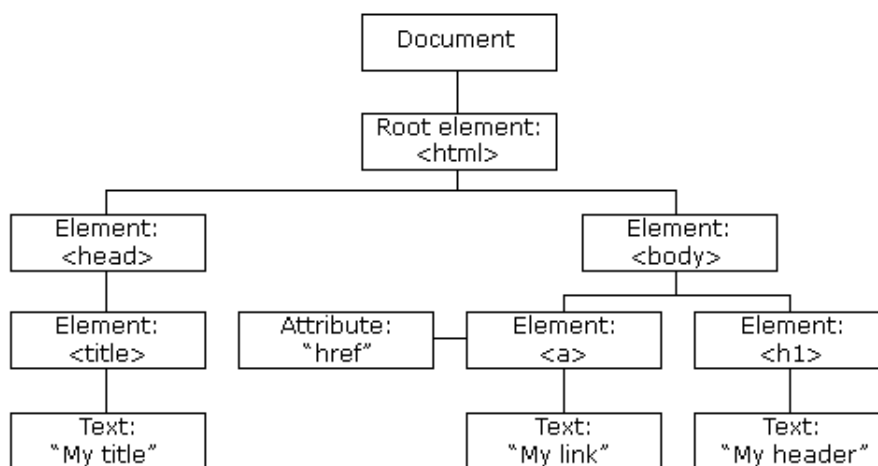 Document
Root element:
<html>
Element:
<head>
Element:
<body>
Element:
<title>
Attribute:
"href"
Element:
<a>
Element:
<h1>
Text:
"My title"
Text:
"My link"
Text:
"My header"